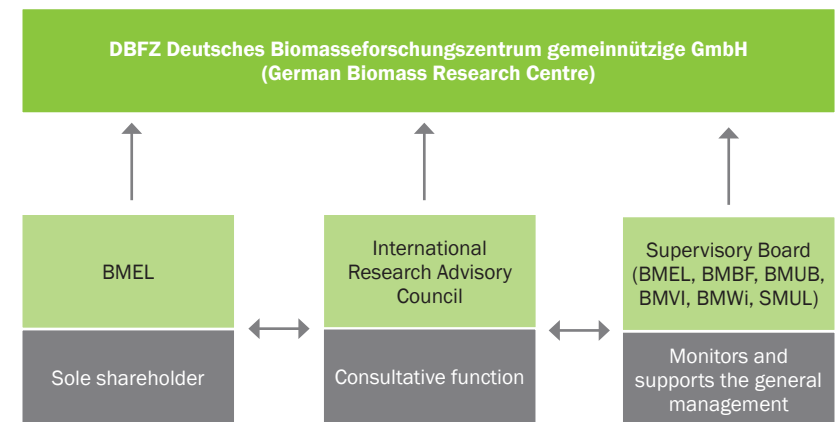 DBFZ Deutsches Biomasseforschungszentrum gemeinnützige GmbH
(German Biomass Research Centre)
BMEL
Sole shareholder
International
Research Advisory
Council
Consultative function
Supervisory Board
(BMEL, BMBF, BMUB,
BMVI, BMWi, SMUL)
Monitors and
supports the general
management